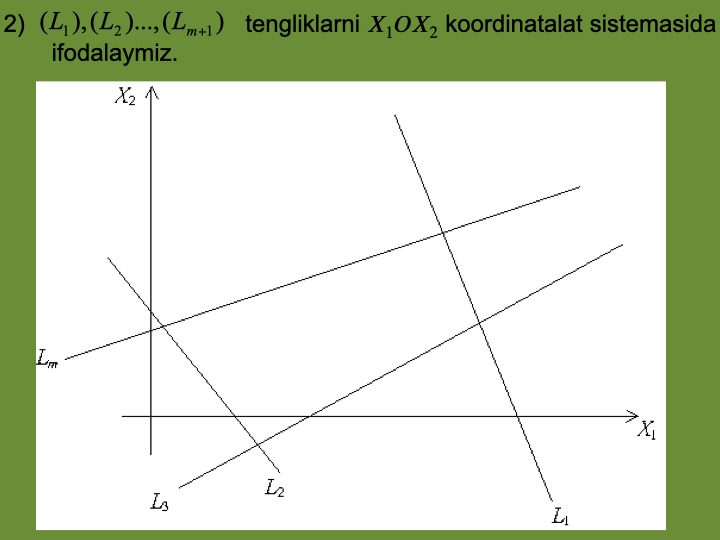 2) (L₁),(L₂)...,(Lₘ₊₁) tengliklarni X₁OX₂ koordinatalat sistemasida
ifodalaymiz.
X₂
Lₘ
X₁
L₂
L₃
L₁